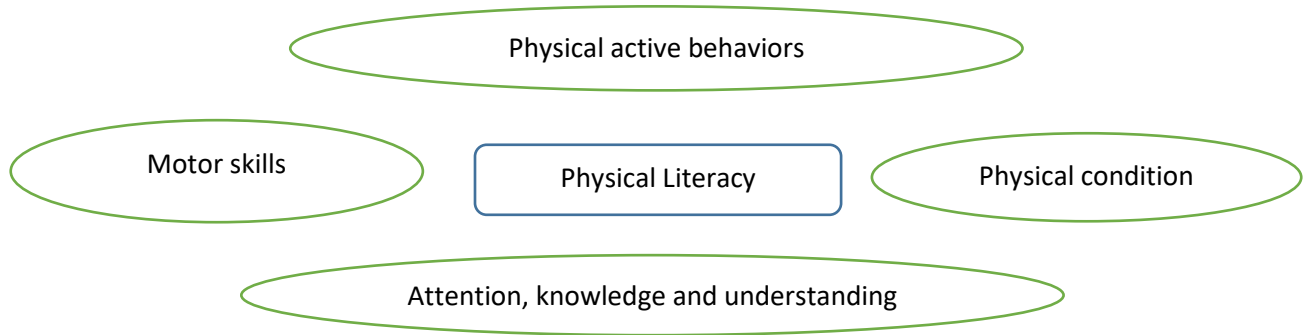 Physical active behaviors
Motor skills
Physical Literacy
Physical condition
Attention, knowledge and understanding